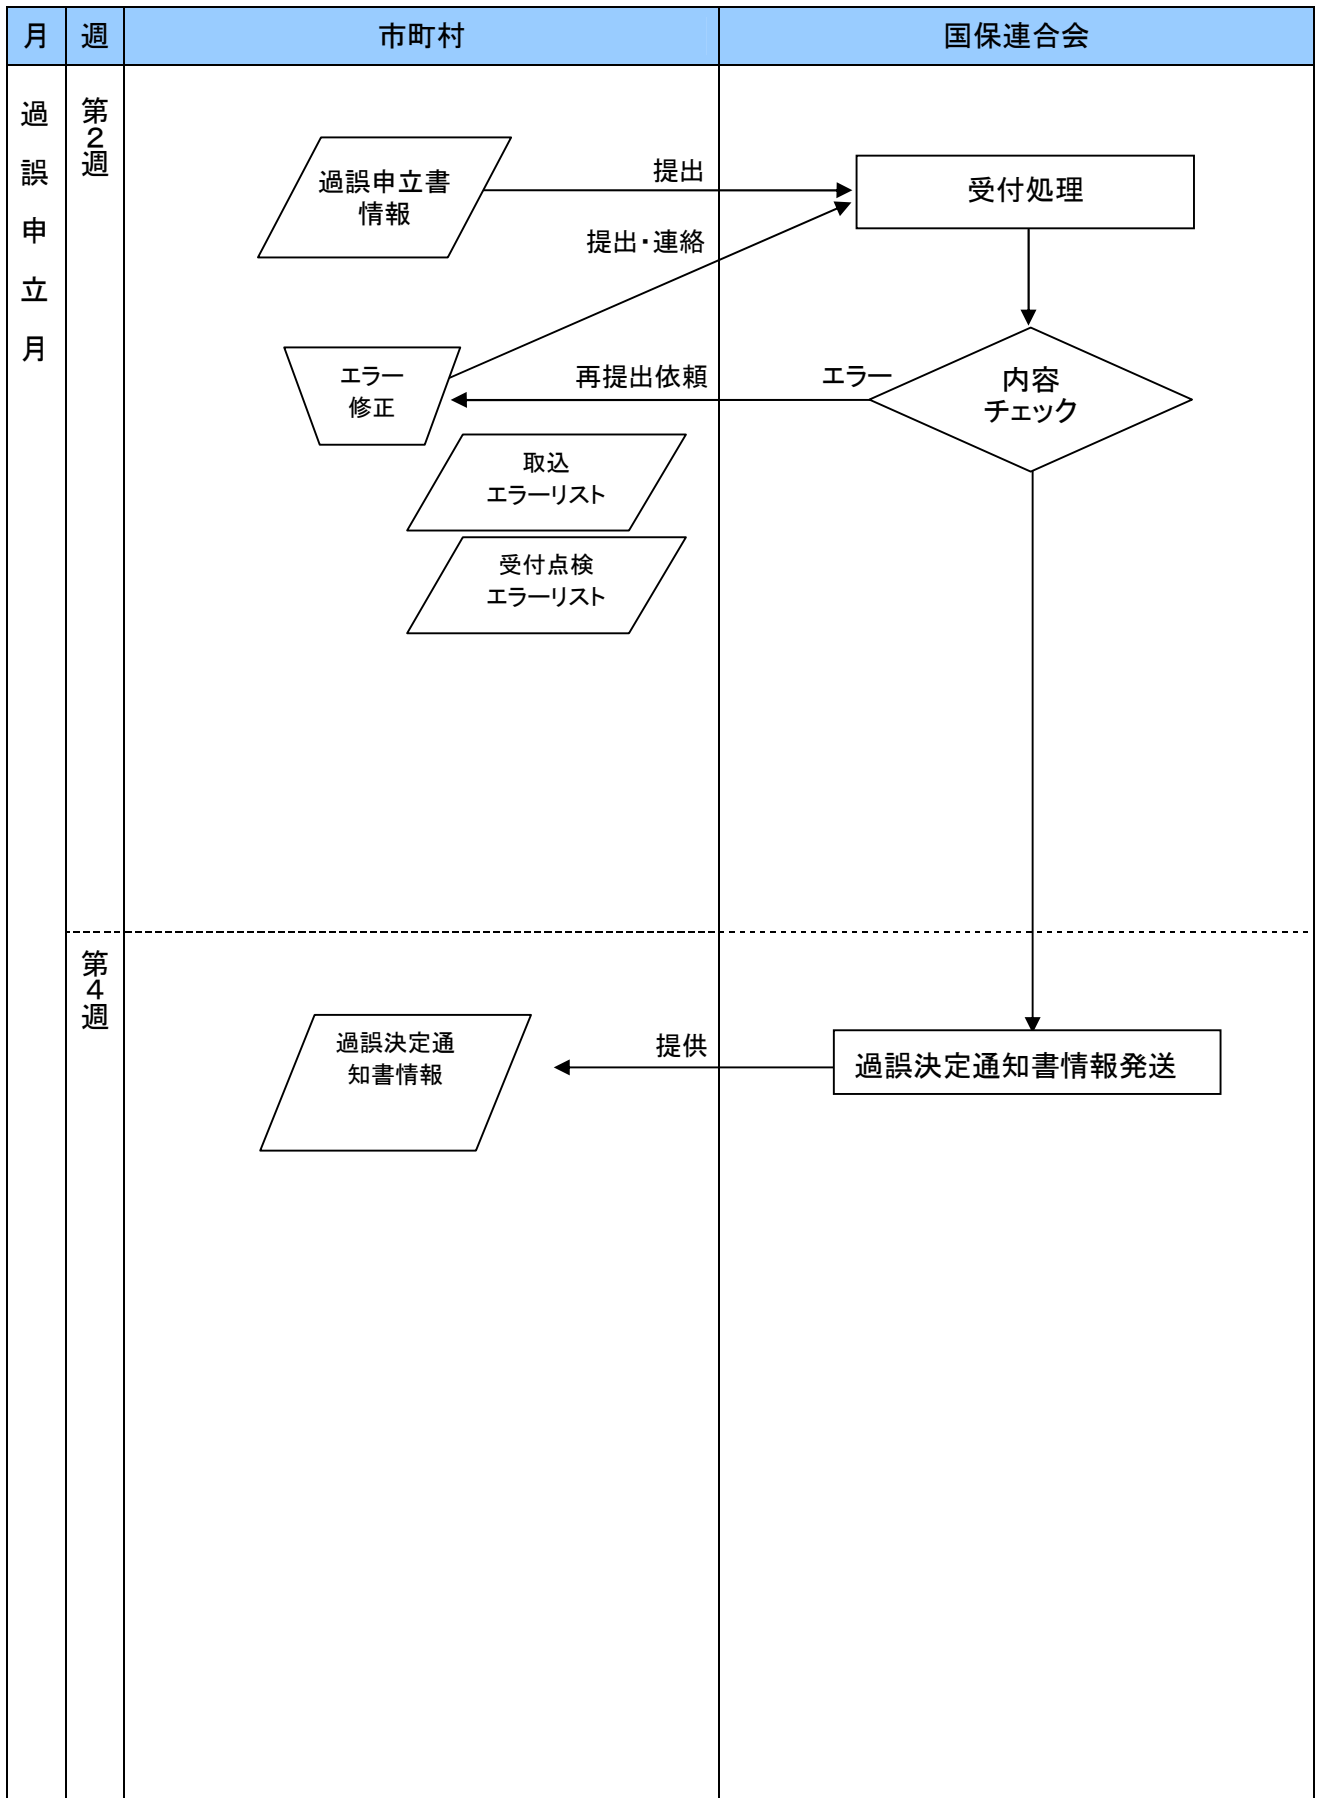 月 週 市町村 国保連合会
過誤申立月
第2週
過誤申立書
情報
提出
受付処理
提出・連絡
エラー
修正
再提出依頼
エラー
内容
チェック
取込
エラーリスト
受付点検
エラーリスト
第4週
過誤決定通
知書情報
提供
過誤決定通知書情報発送